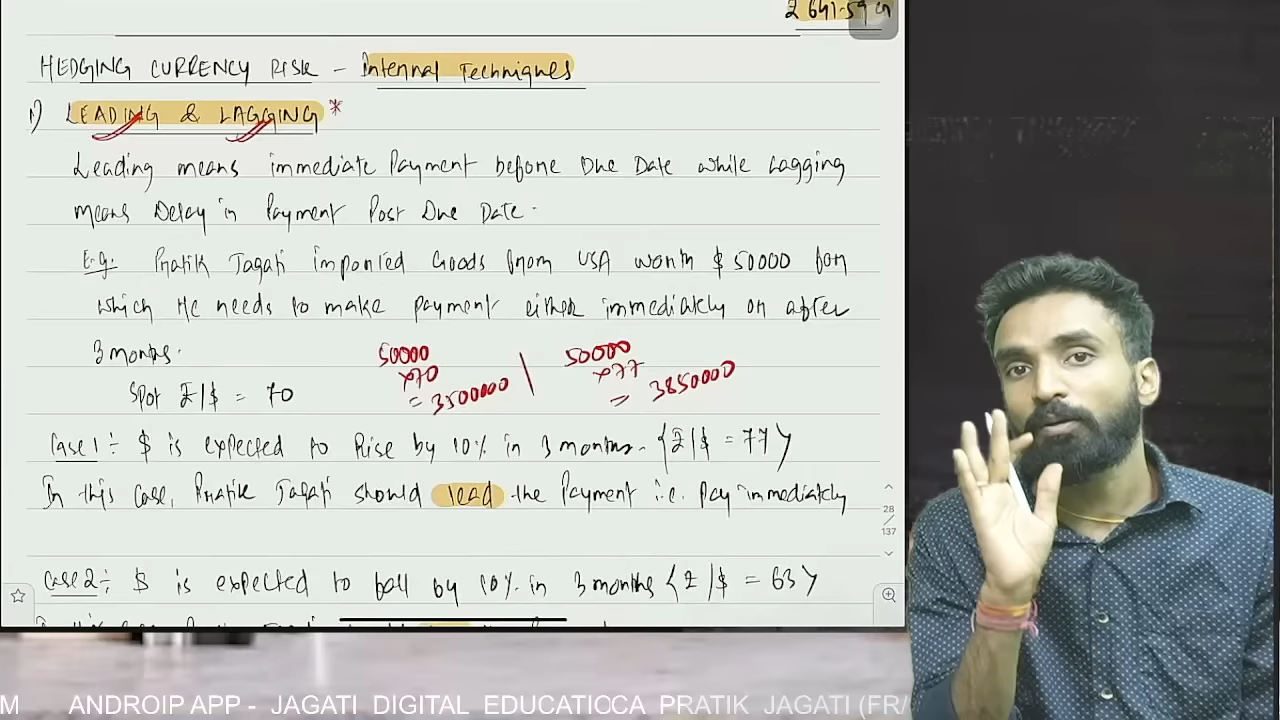 ₹ 641.59
HEDGING CURRENCY RISK - Internal Techniques
1) LEADING & LAGGING *
Leading means immediate Payment before Due Date while Lagging
means Delay in Payment Post Due Date.
E.g. Pratik Jagati imported Goods from USA worth $ 50000 for
which He needs to make payment either immediately or after
3 months.
Spot ₹|$ = 70
50000
×70
= 3500000
50000
×77
= 3850000
Case 1 ÷ $ is expected to Rise by 10% in 3 months. {₹|$ = 77}
In this case, Pratik Jagati should lead the Payment i.e. Pay immediately
28
/
137
Case 2 ÷ $ is expected to fall by 10% in 3 months {₹|$ = 63}
M ANDROIP APP - JAGATI DIGITAL EDUCATICCA PRATIK JAGATI (FR/